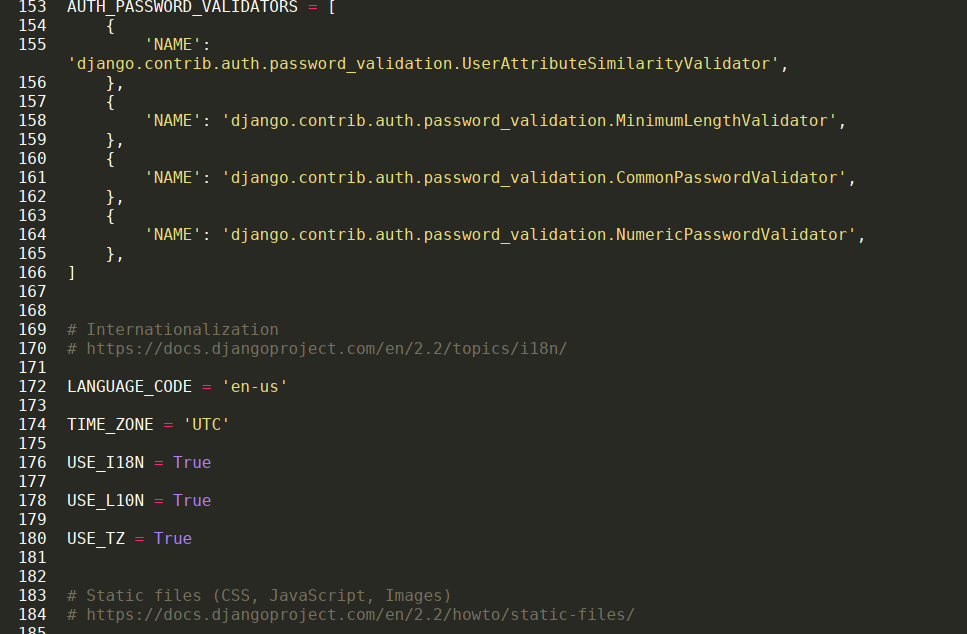 153 AUTH_PASSWORD_VALIDATORS = [
154     {
155         'NAME':
'django.contrib.auth.password_validation.UserAttributeSimilarityValidator',
156     },
157     {
158         'NAME': 'django.contrib.auth.password_validation.MinimumLengthValidator',
159     },
160     {
161         'NAME': 'django.contrib.auth.password_validation.CommonPasswordValidator',
162     },
163     {
164         'NAME': 'django.contrib.auth.password_validation.NumericPasswordValidator',
165     },
166 ]
167
168
169 # Internationalization
170 # https://docs.djangoproject.com/en/2.2/topics/i18n/
171
172 LANGUAGE_CODE = 'en-us'
173
174 TIME_ZONE = 'UTC'
175
176 USE_I18N = True
177
178 USE_L10N = True
179
180 USE_TZ = True
181
182
183 # Static files (CSS, JavaScript, Images)
184 # https://docs.djangoproject.com/en/2.2/howto/static-files/
185